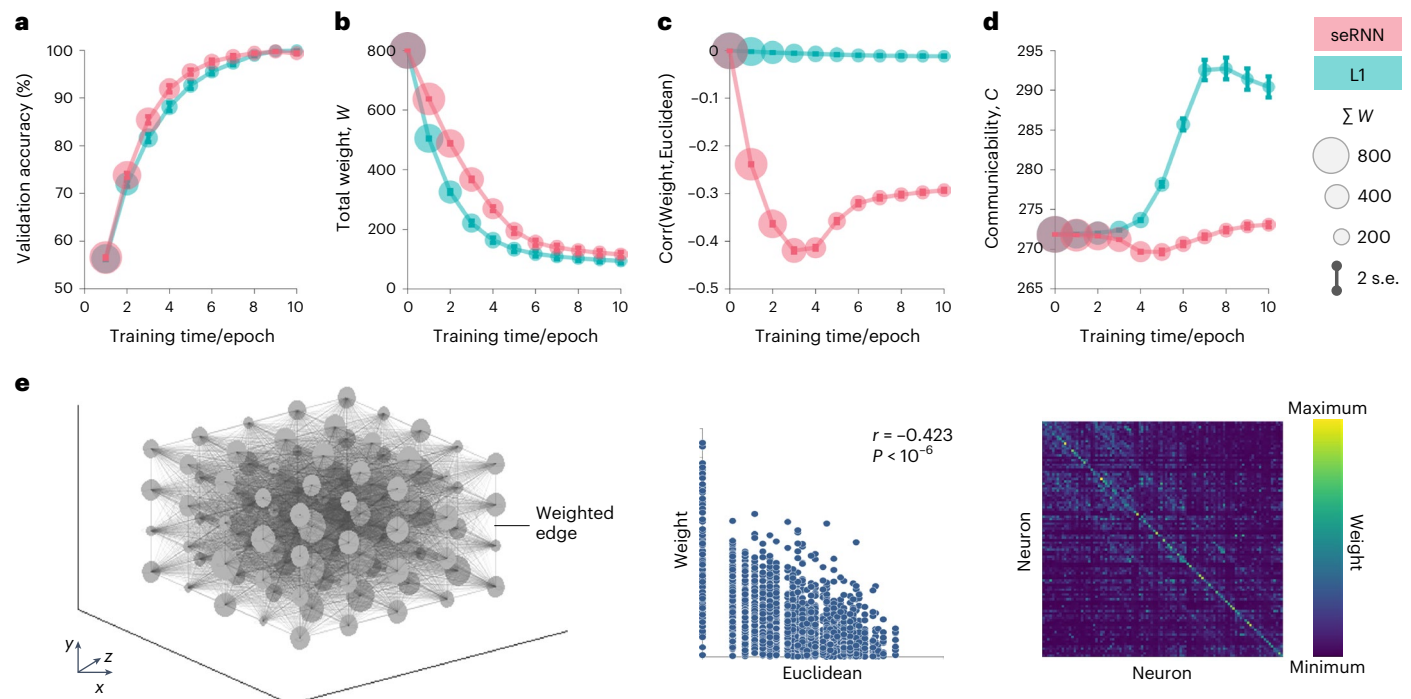 a
Validation accuracy (%)
100
90
80
70
60
50
0 2 4 6 8 10
Training time/epoch
b
Total weight, W
800
600
400
200
0
0 2 4 6 8 10
Training time/epoch
c
Corr(Weight,Euclidean)
0
–0.1
–0.2
–0.3
–0.4
–0.5
0 2 4 6 8 10
Training time/epoch
d
Communicability, C
295
290
285
280
275
270
265
0 2 4 6 8 10
Training time/epoch
seRNN
L1
∑ W
800
400
200
2 s.e.
e
y
z
x
Weighted
edge
Weight
r = –0.423
P < 10⁻⁶
Euclidean
Neuron
Neuron
Maximum
Weight
Minimum